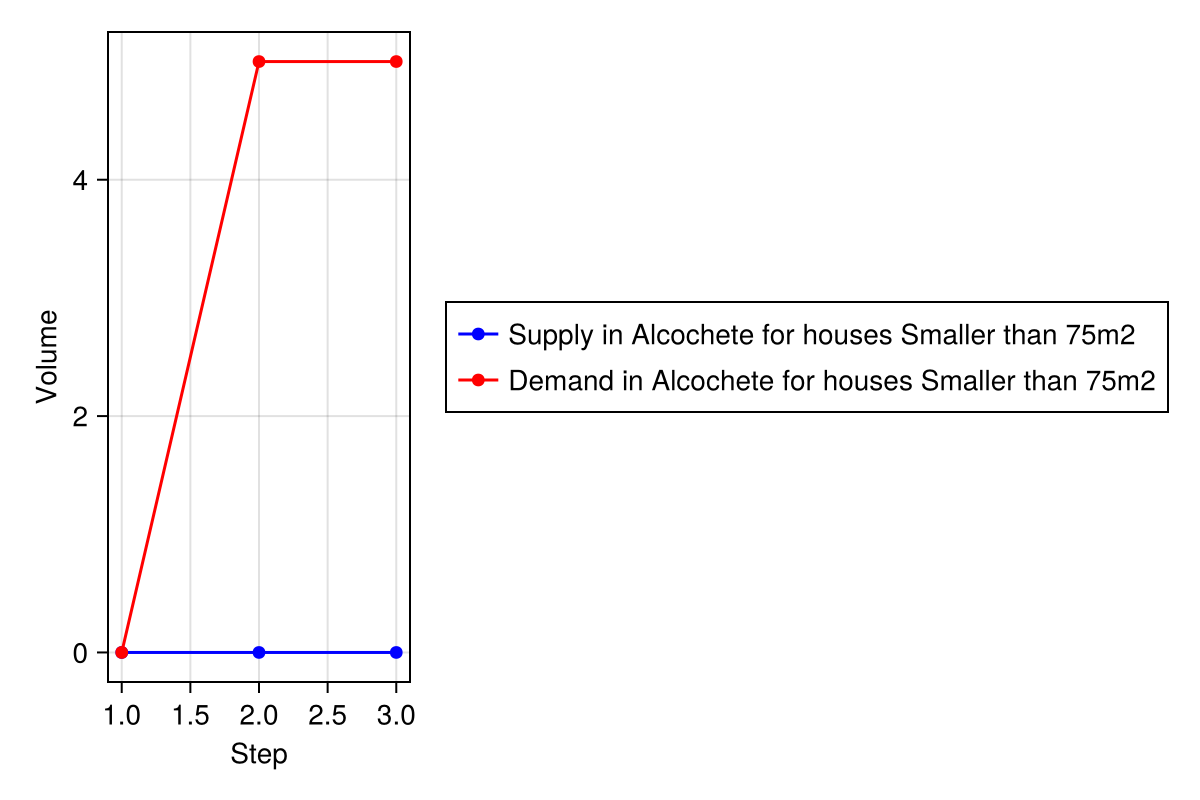 Volume
4
2
0
1.0 1.5 2.0 2.5 3.0
Step
Supply in Alcochete for houses Smaller than 75m2
Demand in Alcochete for houses Smaller than 75m2